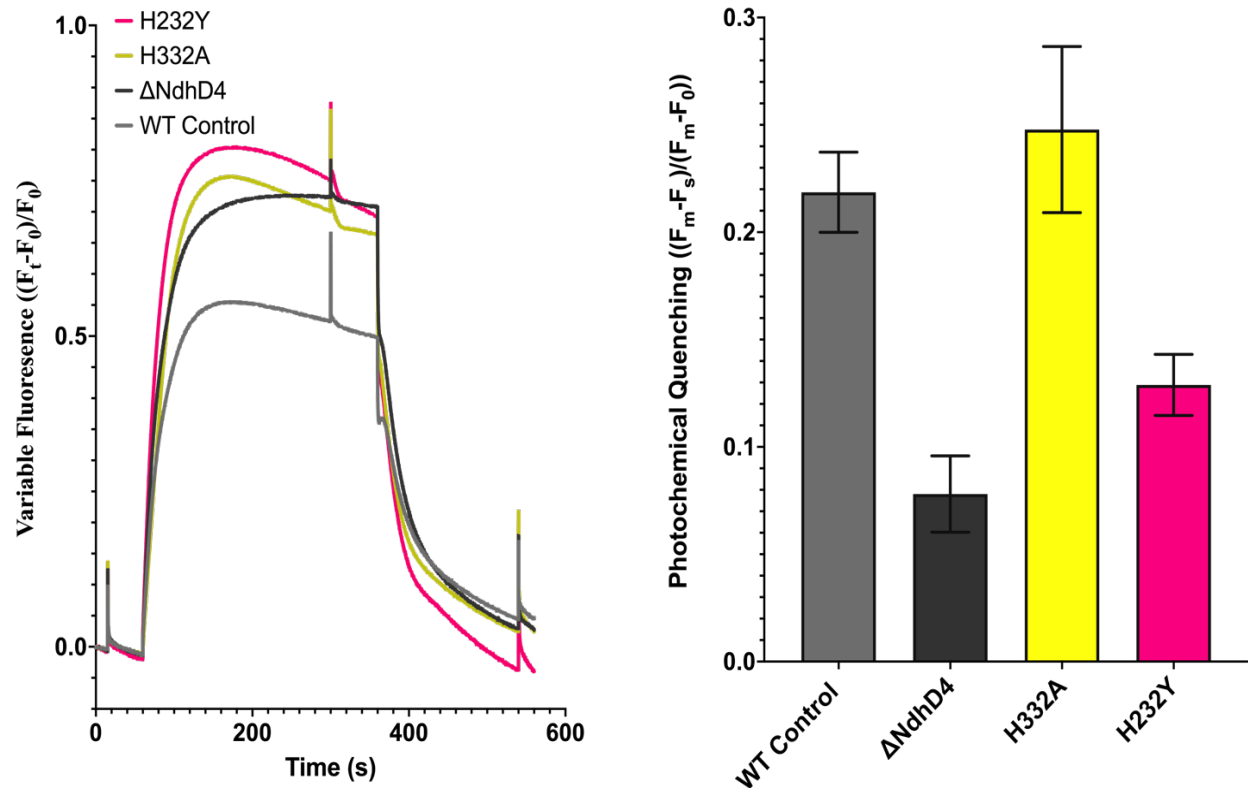 H232Y
H332A
ΔNdhD4
WT Control
1.0
0.5
0.0
Variable Fluoresence ((Ft-F0)/F0)
0
200
400
600
Time (s)
0.3
0.2
0.1
0.0
Photochemical Quenching ((Fm-Fs)/(Fm-F0))
WT Control
ΔNdhD4
H332A
H232Y